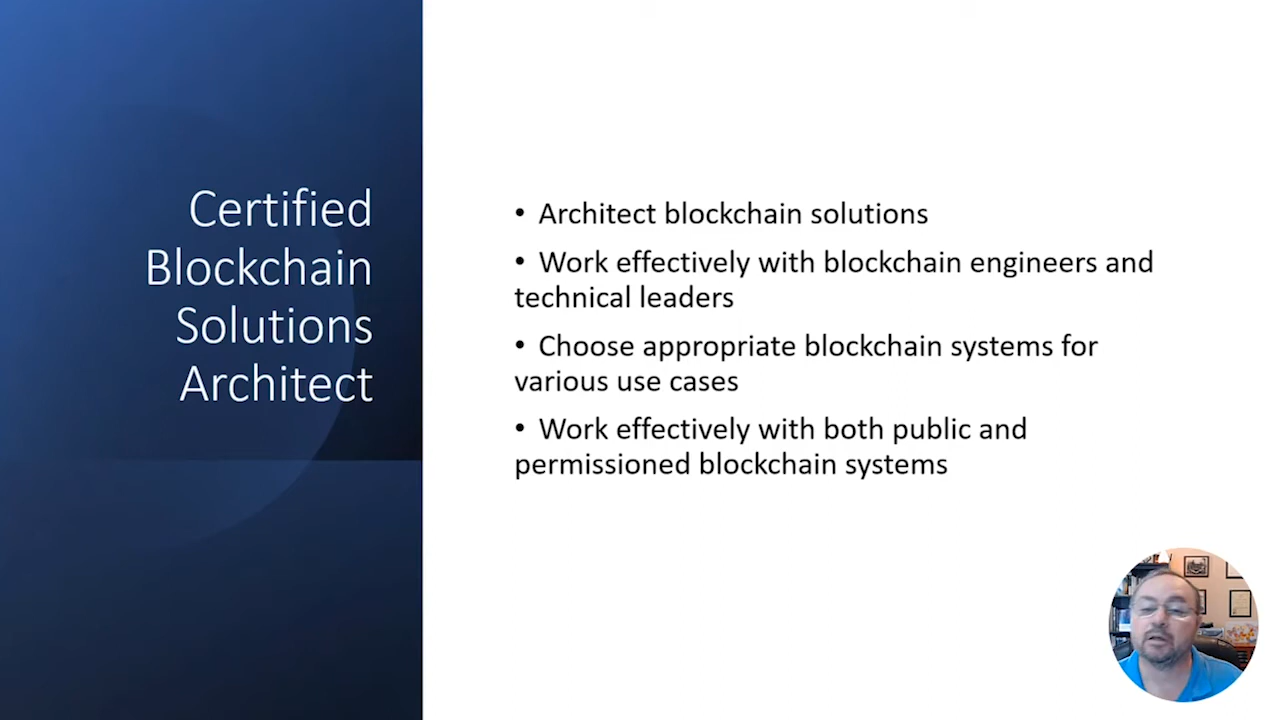 Certified
Blockchain
Solutions
Architect
• Architect blockchain solutions
• Work effectively with blockchain engineers and
technical leaders
• Choose appropriate blockchain systems for
various use cases
• Work effectively with both public and
permissioned blockchain systems